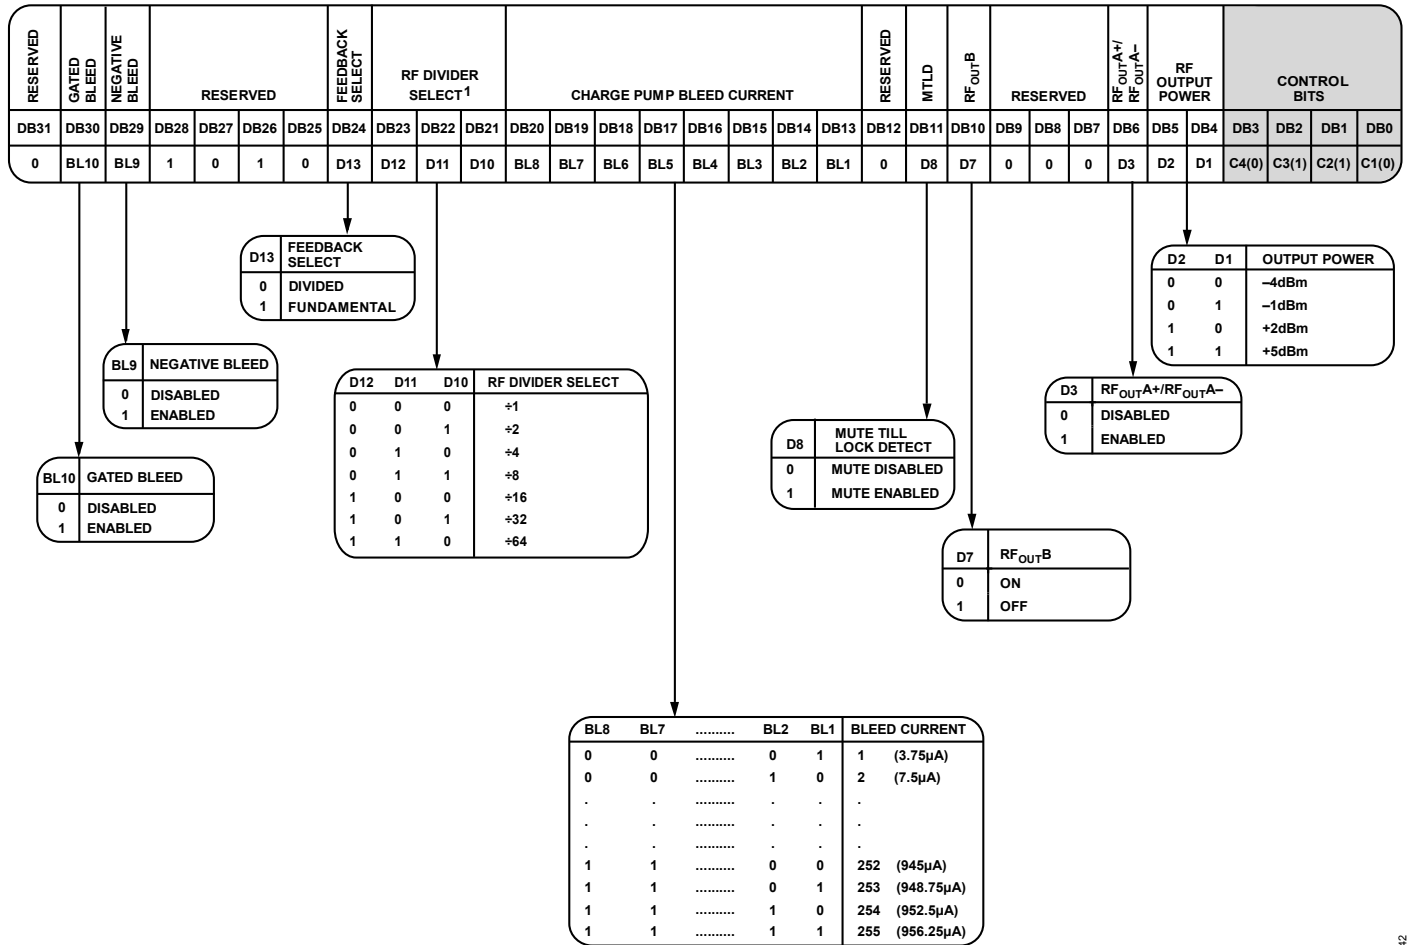 RESERVED
GATED
BLEED
NEGATIVE
BLEED
RESERVED
FEEDBACK
SELECT
RF DIVIDER
SELECT1
CHARGE PUMP BLEED CURRENT
RESERVED
MTLD
RFOUTB
RESERVED
RFOUTA+/
RFOUTA–
RF
OUTPUT
POWER
CONTROL
BITS
DB31 DB30 DB29 DB28 DB27 DB26 DB25 DB24 DB23 DB22 DB21 DB20 DB19 DB18 DB17 DB16 DB15 DB14 DB13 DB12 DB11 DB10 DB9 DB8 DB7 DB6 DB5 DB4 DB3 DB2 DB1 DB0
0 BL10 BL9 1 0 1 0 D13 D12 D11 D10 BL8 BL7 BL6 BL5 BL4 BL3 BL2 BL1 0 D8 D7 0 0 0 D3 D2 D1 C4(0) C3(1) C2(1) C1(0)
D13 FEEDBACK
SELECT
0 DIVIDED
1 FUNDAMENTAL
D2 D1 OUTPUT POWER
0 0 –4dBm
0 1 –1dBm
1 0 +2dBm
1 1 +5dBm
BL9 NEGATIVE BLEED
0 DISABLED
1 ENABLED
D12 D11 D10 RF DIVIDER SELECT
0 0 0 ÷1
0 0 1 ÷2
0 1 0 ÷4
0 1 1 ÷8
1 0 0 ÷16
1 0 1 ÷32
1 1 0 ÷64
D3 RFOUTA+/RFOUTA–
0 DISABLED
1 ENABLED
D8 MUTE TILL
LOCK DETECT
0 MUTE DISABLED
1 MUTE ENABLED
BL10 GATED BLEED
0 DISABLED
1 ENABLED
D7 RFOUTB
0 ON
1 OFF
BL8 BL7 .......... BL2 BL1 BLEED CURRENT
0 0 .......... 0 1 1 (3.75µA)
0 0 .......... 1 0 2 (7.5µA)
. . .......... . . .
. . .......... . . .
. . .......... . . .
1 1 .......... 0 0 252 (945µA)
1 1 .......... 0 1 253 (948.75µA)
1 1 .......... 1 0 254 (952.5µA)
1 1 .......... 1 1 255 (956.25µA)